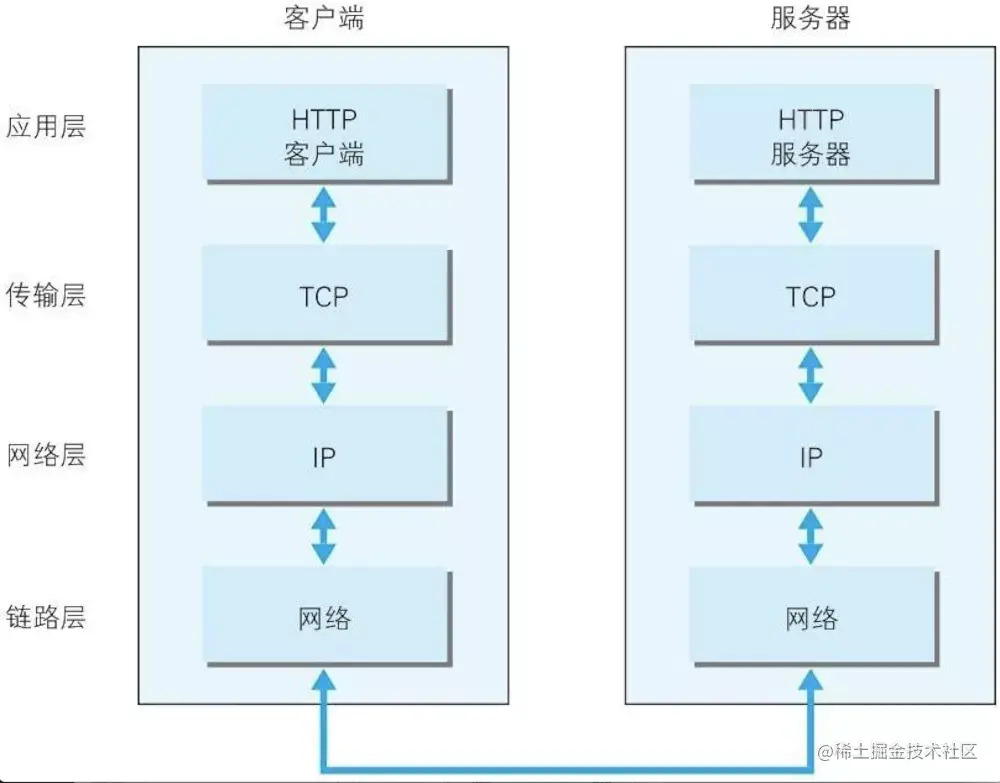 客户端 服务器
应用层
HTTP
客户端
HTTP
服务器
传输层
TCP
TCP
网络层
IP
IP
链路层
网络
网络
@稀土掘金技术社区